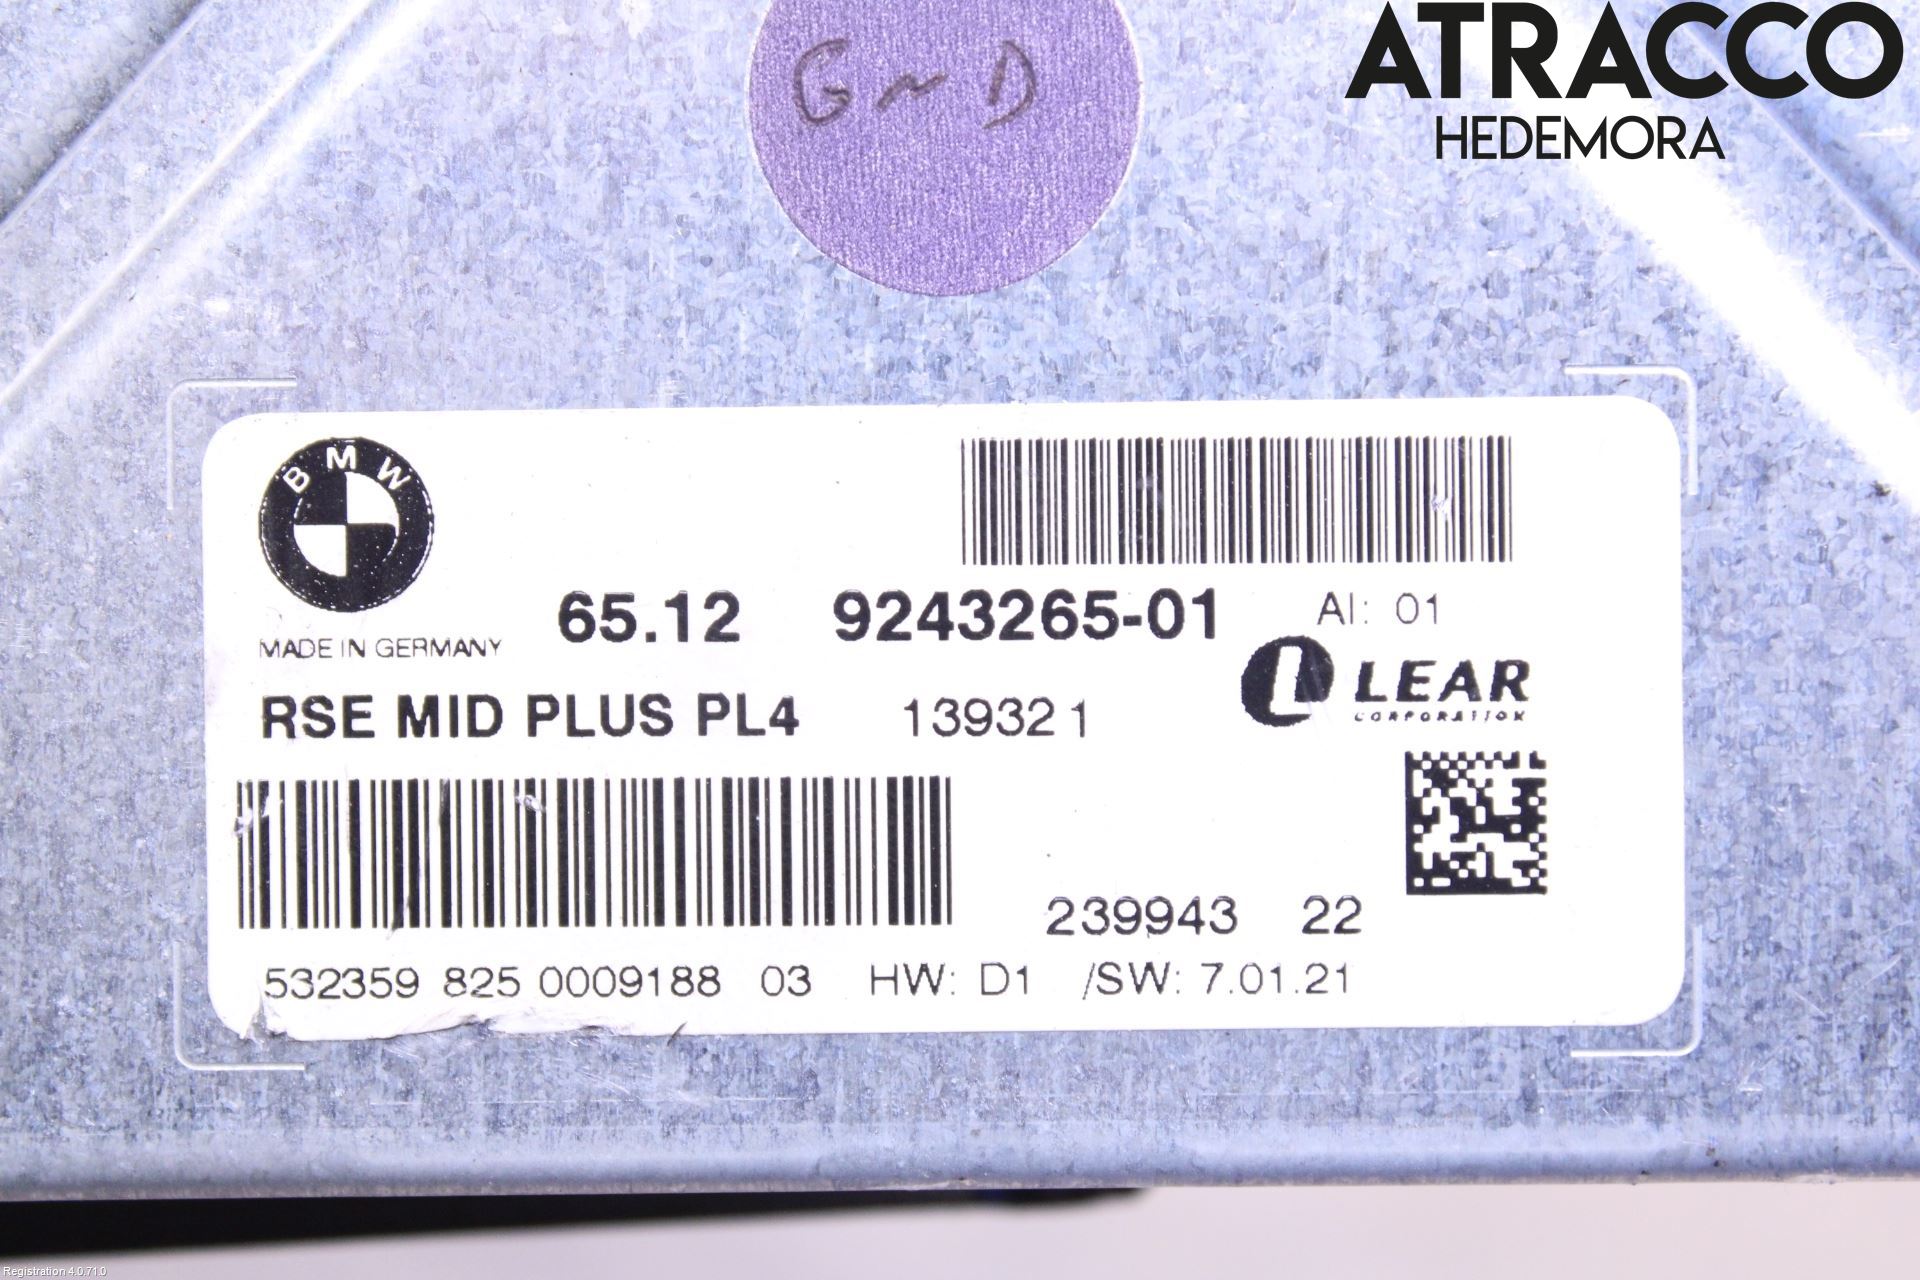 ATRACCO
HEDEMORA
G~D
BMW
MADE IN GERMANY
65.12 9243265-01 AI: 01
LEAR
CORPORATION
RSE MID PLUS PL4 139321
239943 22
532359 825 0009188 03 HW: D1 /SW: 7.01.21
Registration 4.0.71.0